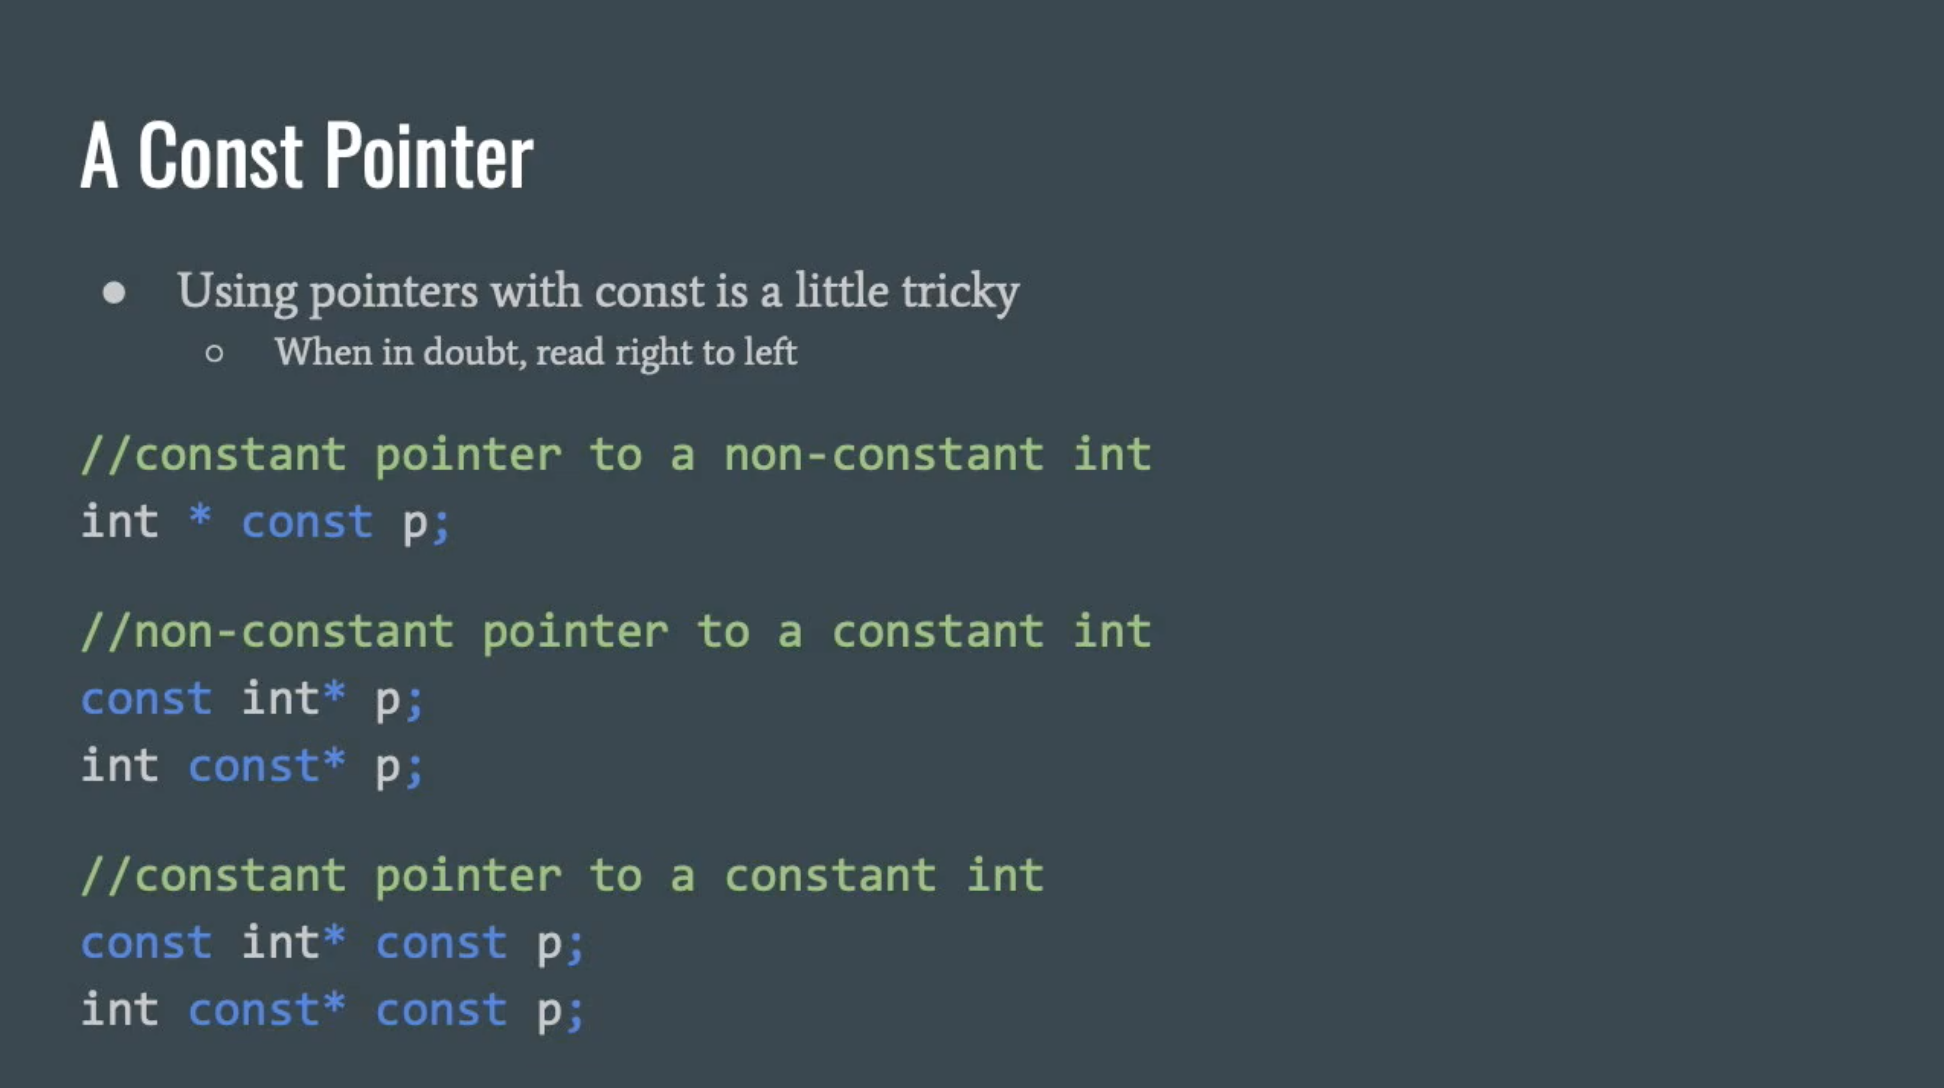 A Const Pointer
● Using pointers with const is a little tricky
○ When in doubt, read right to left
//constant pointer to a non-constant int
int * const p;
//non-constant pointer to a constant int
const int* p;
int const* p;
//constant pointer to a constant int
const int* const p;
int const* const p;